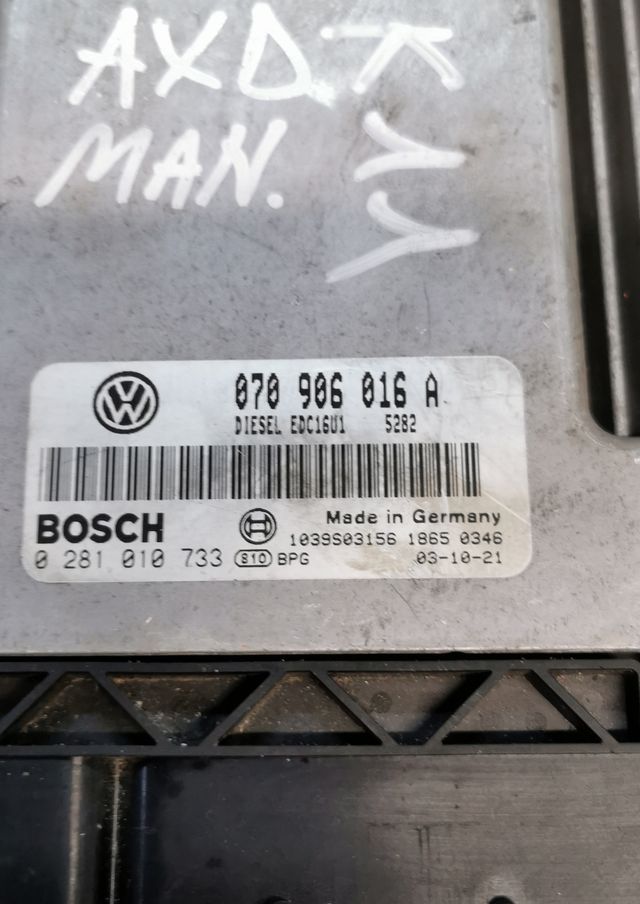 AXD.
MAN.
070 906 016 A
DIESEL EDC16U1 5282
BOSCH
Made in Germany
1039S03156 1865 0346
0 281 010 733 S10 BPG 03-10-21